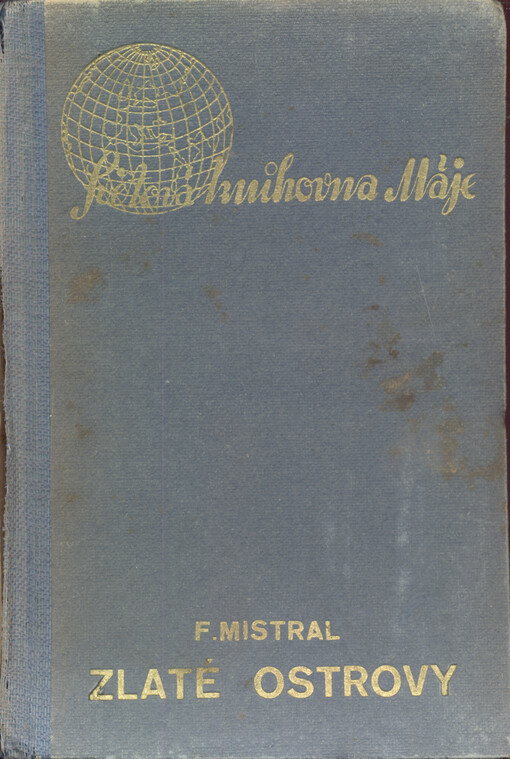 Světová knihovna Máje
F. MISTRAL
ZLATÉ OSTROVY